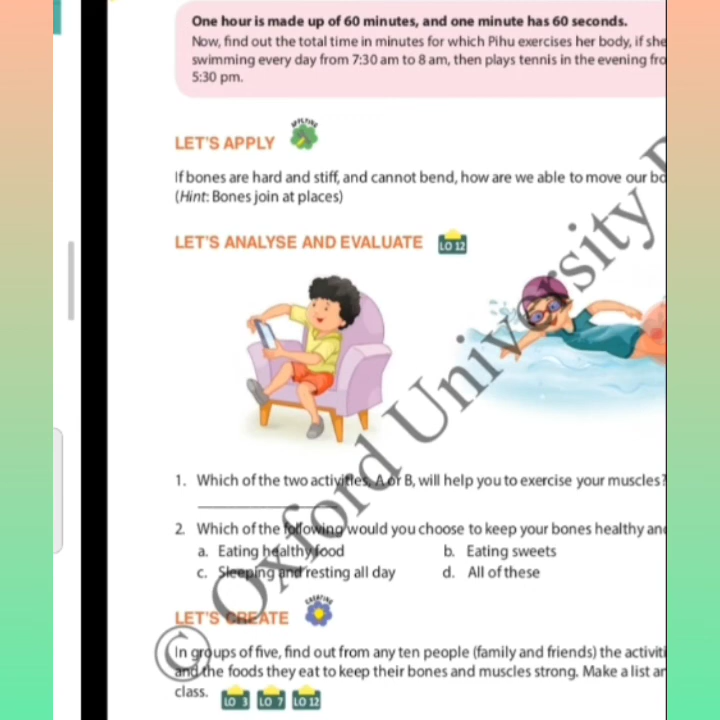 One hour is made up of 60 minutes, and one minute has 60 seconds.
Now, find out the total time in minutes for which Pihu exercises her body, if she
swimming every day from 7:30 am to 8 am, then plays tennis in the evening fro
5:30 pm.
LET'S APPLY
APPLYING
If bones are hard and stiff, and cannot bend, how are we able to move our bo
(Hint: Bones join at places)
LET'S ANALYSE AND EVALUATE
LO 12
1. Which of the two activities, A or B, will help you to exercise your muscles?
2. Which of the following would you choose to keep your bones healthy and
a. Eating healthy food b. Eating sweets
c. Sleeping and resting all day d. All of these
LET'S CREATE
CREATING
In groups of five, find out from any ten people (family and friends) the activiti
and the foods they eat to keep their bones and muscles strong. Make a list an
class. LO 3 LO 7 LO 12
© Oxford University P